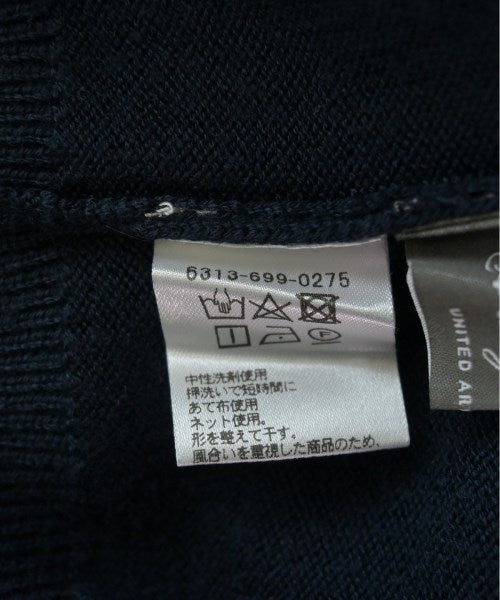 6313-699-0275
中性洗剤使用
押洗いで短時間に
あて布使用
ネット使用。
形を整えて干す。
風合いを重視した商品のため、
UNITED AR